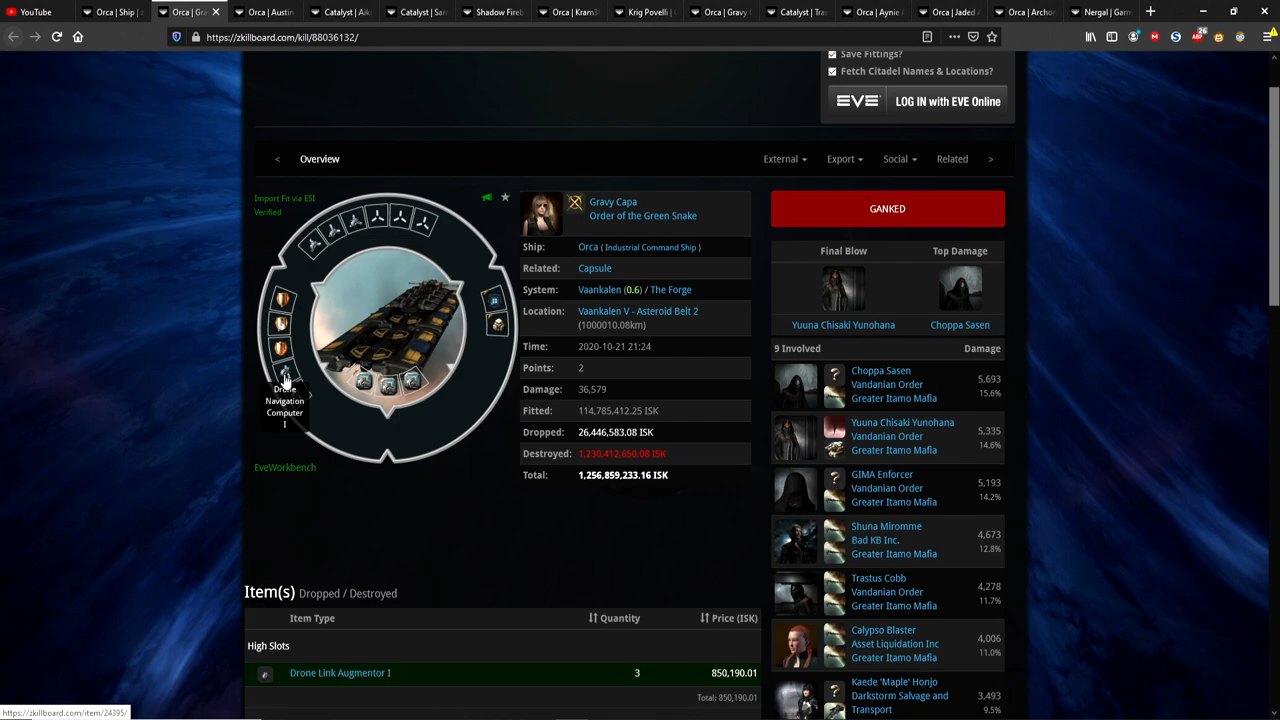 YouTube
Orca | Ship | z
Orca | Gra
Orca | Austin
Catalyst | Aik
Catalyst | San
Shadow Fireb
Orca | Kram3
Krig Povelli |
Orca | Gravy C
Catalyst | Tra
Orca | Aynie A
Orca | Jaded A
Orca | Archon
Nergal | Garm
https://zkillboard.com/kill/88036132/
26
Save Fittings?
Fetch Citadel Names & Locations?
EVE LOG IN with EVE Online
< Overview External Export Social Related >
Import Fit via ESI
Verified
Drone
Navigation
Computer
I
EveWorkbench
Gravy Capa
Order of the Green Snake
Ship: Orca ( Industrial Command Ship )
Related: Capsule
System: Vaankalen (0.6) / The Forge
Location: Vaankalen V - Asteroid Belt 2
(1000010.08km)
Time: 2020-10-21 21:24
Points: 2
Damage: 36,579
Fitted: 114,785,412.25 ISK
Dropped: 26,446,583.08 ISK
Destroyed: 1,230,412,650.08 ISK
Total: 1,256,859,233.16 ISK
GANKED
Final Blow Top Damage
Yuuna Chisaki Yunohana Choppa Sasen
9 Involved Damage
Choppa Sasen
Vandanian Order 5,693
Greater Itamo Mafia 15.6%
Yuuna Chisaki Yunohana
Vandanian Order 5,335
Greater Itamo Mafia 14.6%
GIMA Enforcer
Vandanian Order 5,193
Greater Itamo Mafia 14.2%
Shuna Miromme
Bad KB Inc. 4,673
Greater Itamo Mafia 12.8%
Trastus Cobb
Vandanian Order 4,278
Greater Itamo Mafia 11.7%
Calypso Blaster
Asset Liquidation Inc 4,006
Greater Itamo Mafia 11.0%
Kaede 'Maple' Honjo
Darkstorm Salvage and 3,493
Transport 9.5%
Item(s) Dropped / Destroyed
Item Type Quantity Price (ISK)
High Slots
Drone Link Augmentor I 3 850,190.01
Total: 850,190.01
https://zkillboard.com/item/24395/